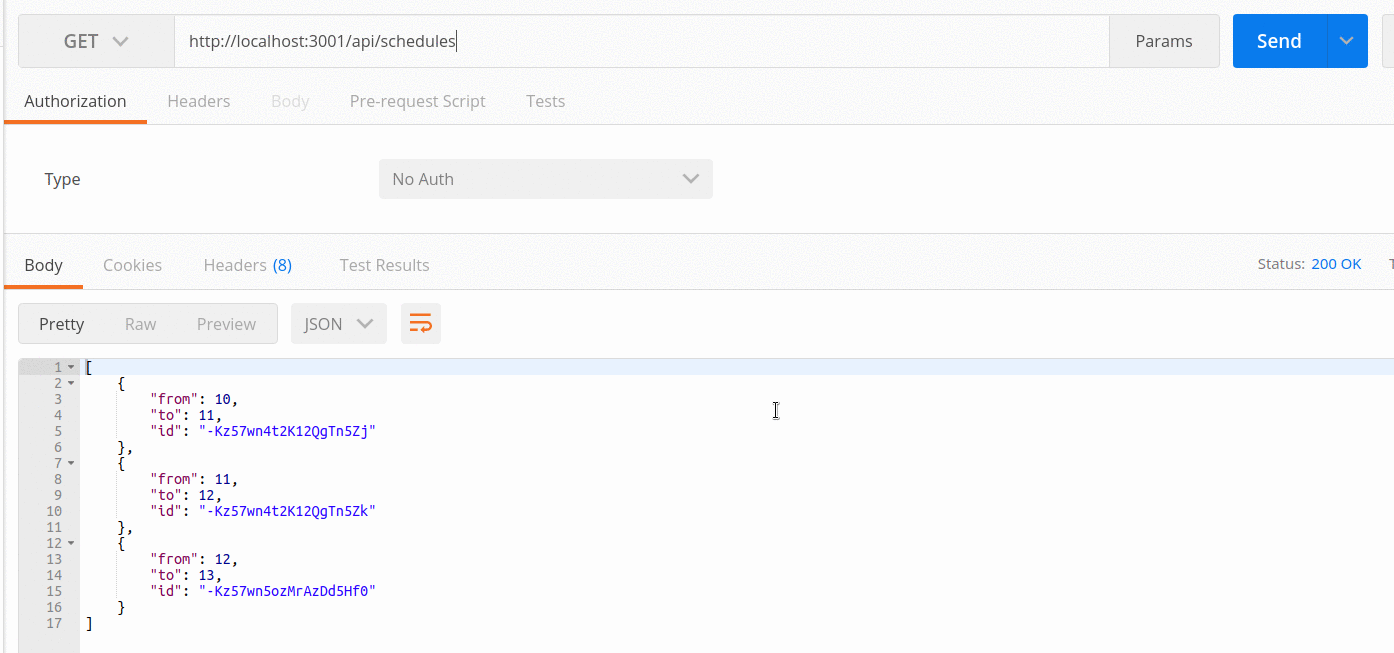 GET http://localhost:3001/api/schedules Params Send
Authorization Headers Body Pre-request Script Tests
Type No Auth
Body Cookies Headers (8) Test Results Status: 200 OK T
Pretty Raw Preview JSON
1 [
2 {
3 "from": 10,
4 "to": 11,
5 "id": "-Kz57wn4t2K12QgTn5Zj"
6 },
7 {
8 "from": 11,
9 "to": 12,
10 "id": "-Kz57wn4t2K12QgTn5Zk"
11 },
12 {
13 "from": 12,
14 "to": 13,
15 "id": "-Kz57wn5ozMrAzDd5Hf0"
16 }
17 ]